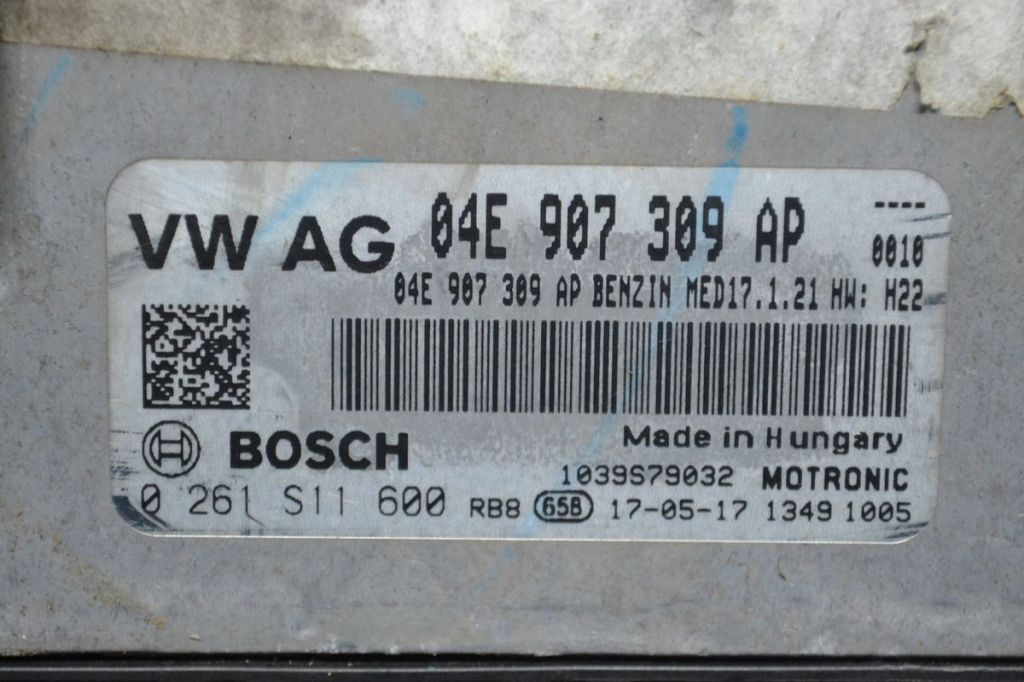 VW AG 04E 907 309 AP ----
0010
04E 907 309 AP BENZIN MED17.1.21 HW: H22
BOSCH
Made in Hungary
1039S79032 MOTRONIC
0 261 S11 600 RB8 65B 17-05-17 1349 1005